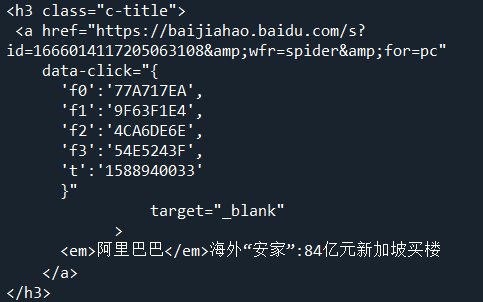 <h3 class="c-title">
<a href="https://baijiahao.baidu.com/s?
id=1666014117205063108&amp;wfr=spider&amp;for=pc"
data-click="{
'f0':'77A717EA',
'f1':'9F63F1E4',
'f2':'4CA6DE6E',
'f3':'54E5243F',
't':'1588940033'
}"
target="_blank"
>
<em>阿里巴巴</em>海外“安家”:84亿元新加坡买楼
</a>
</h3>